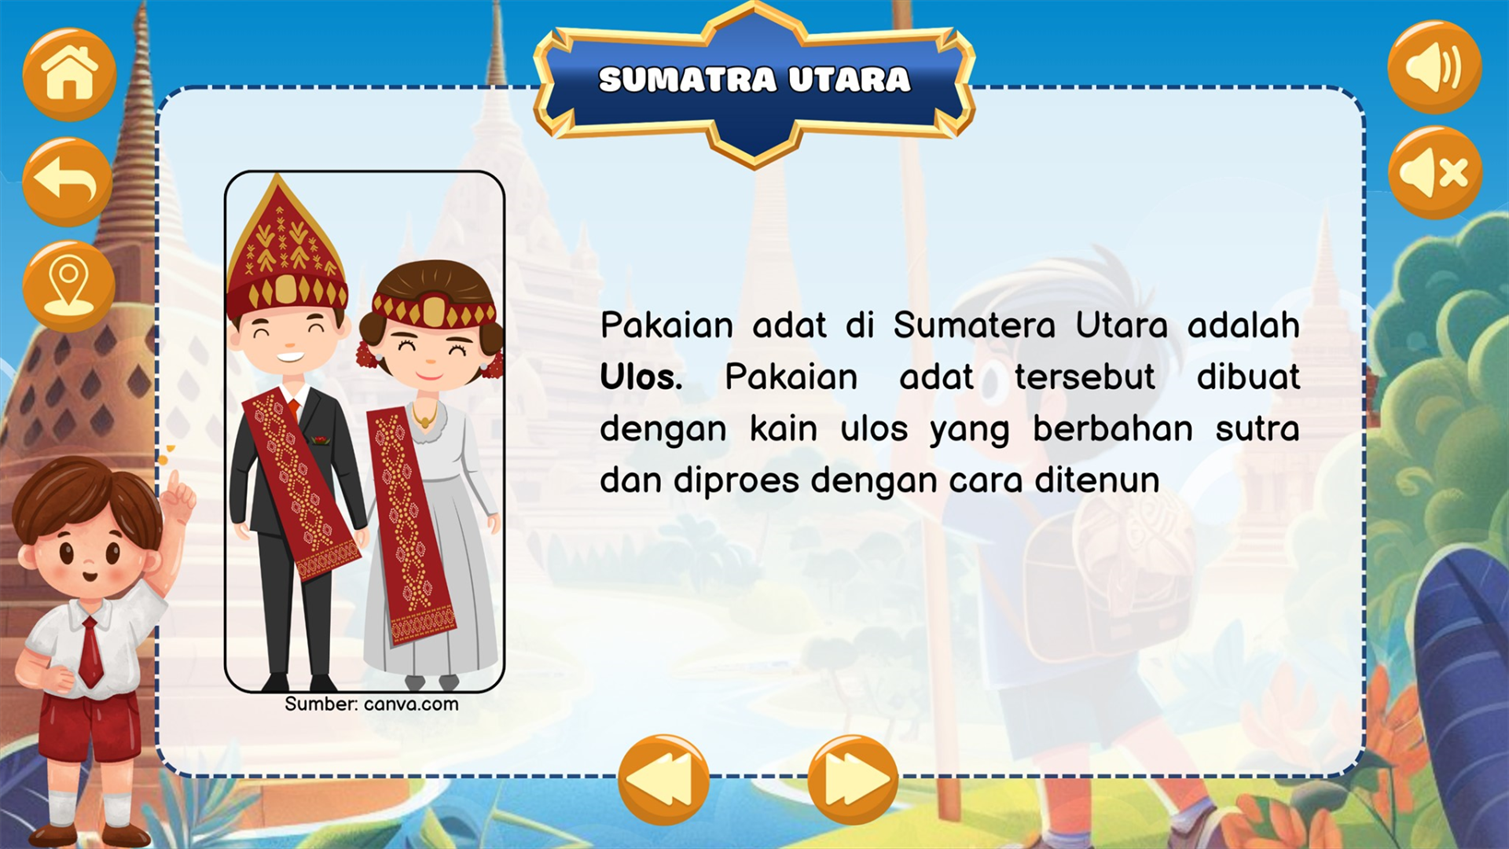 SUMATRA UTARA
Pakaian adat di Sumatera Utara adalah
Ulos. Pakaian adat tersebut dibuat
dengan kain ulos yang berbahan sutra
dan diproes dengan cara ditenun
Sumber: canva.com